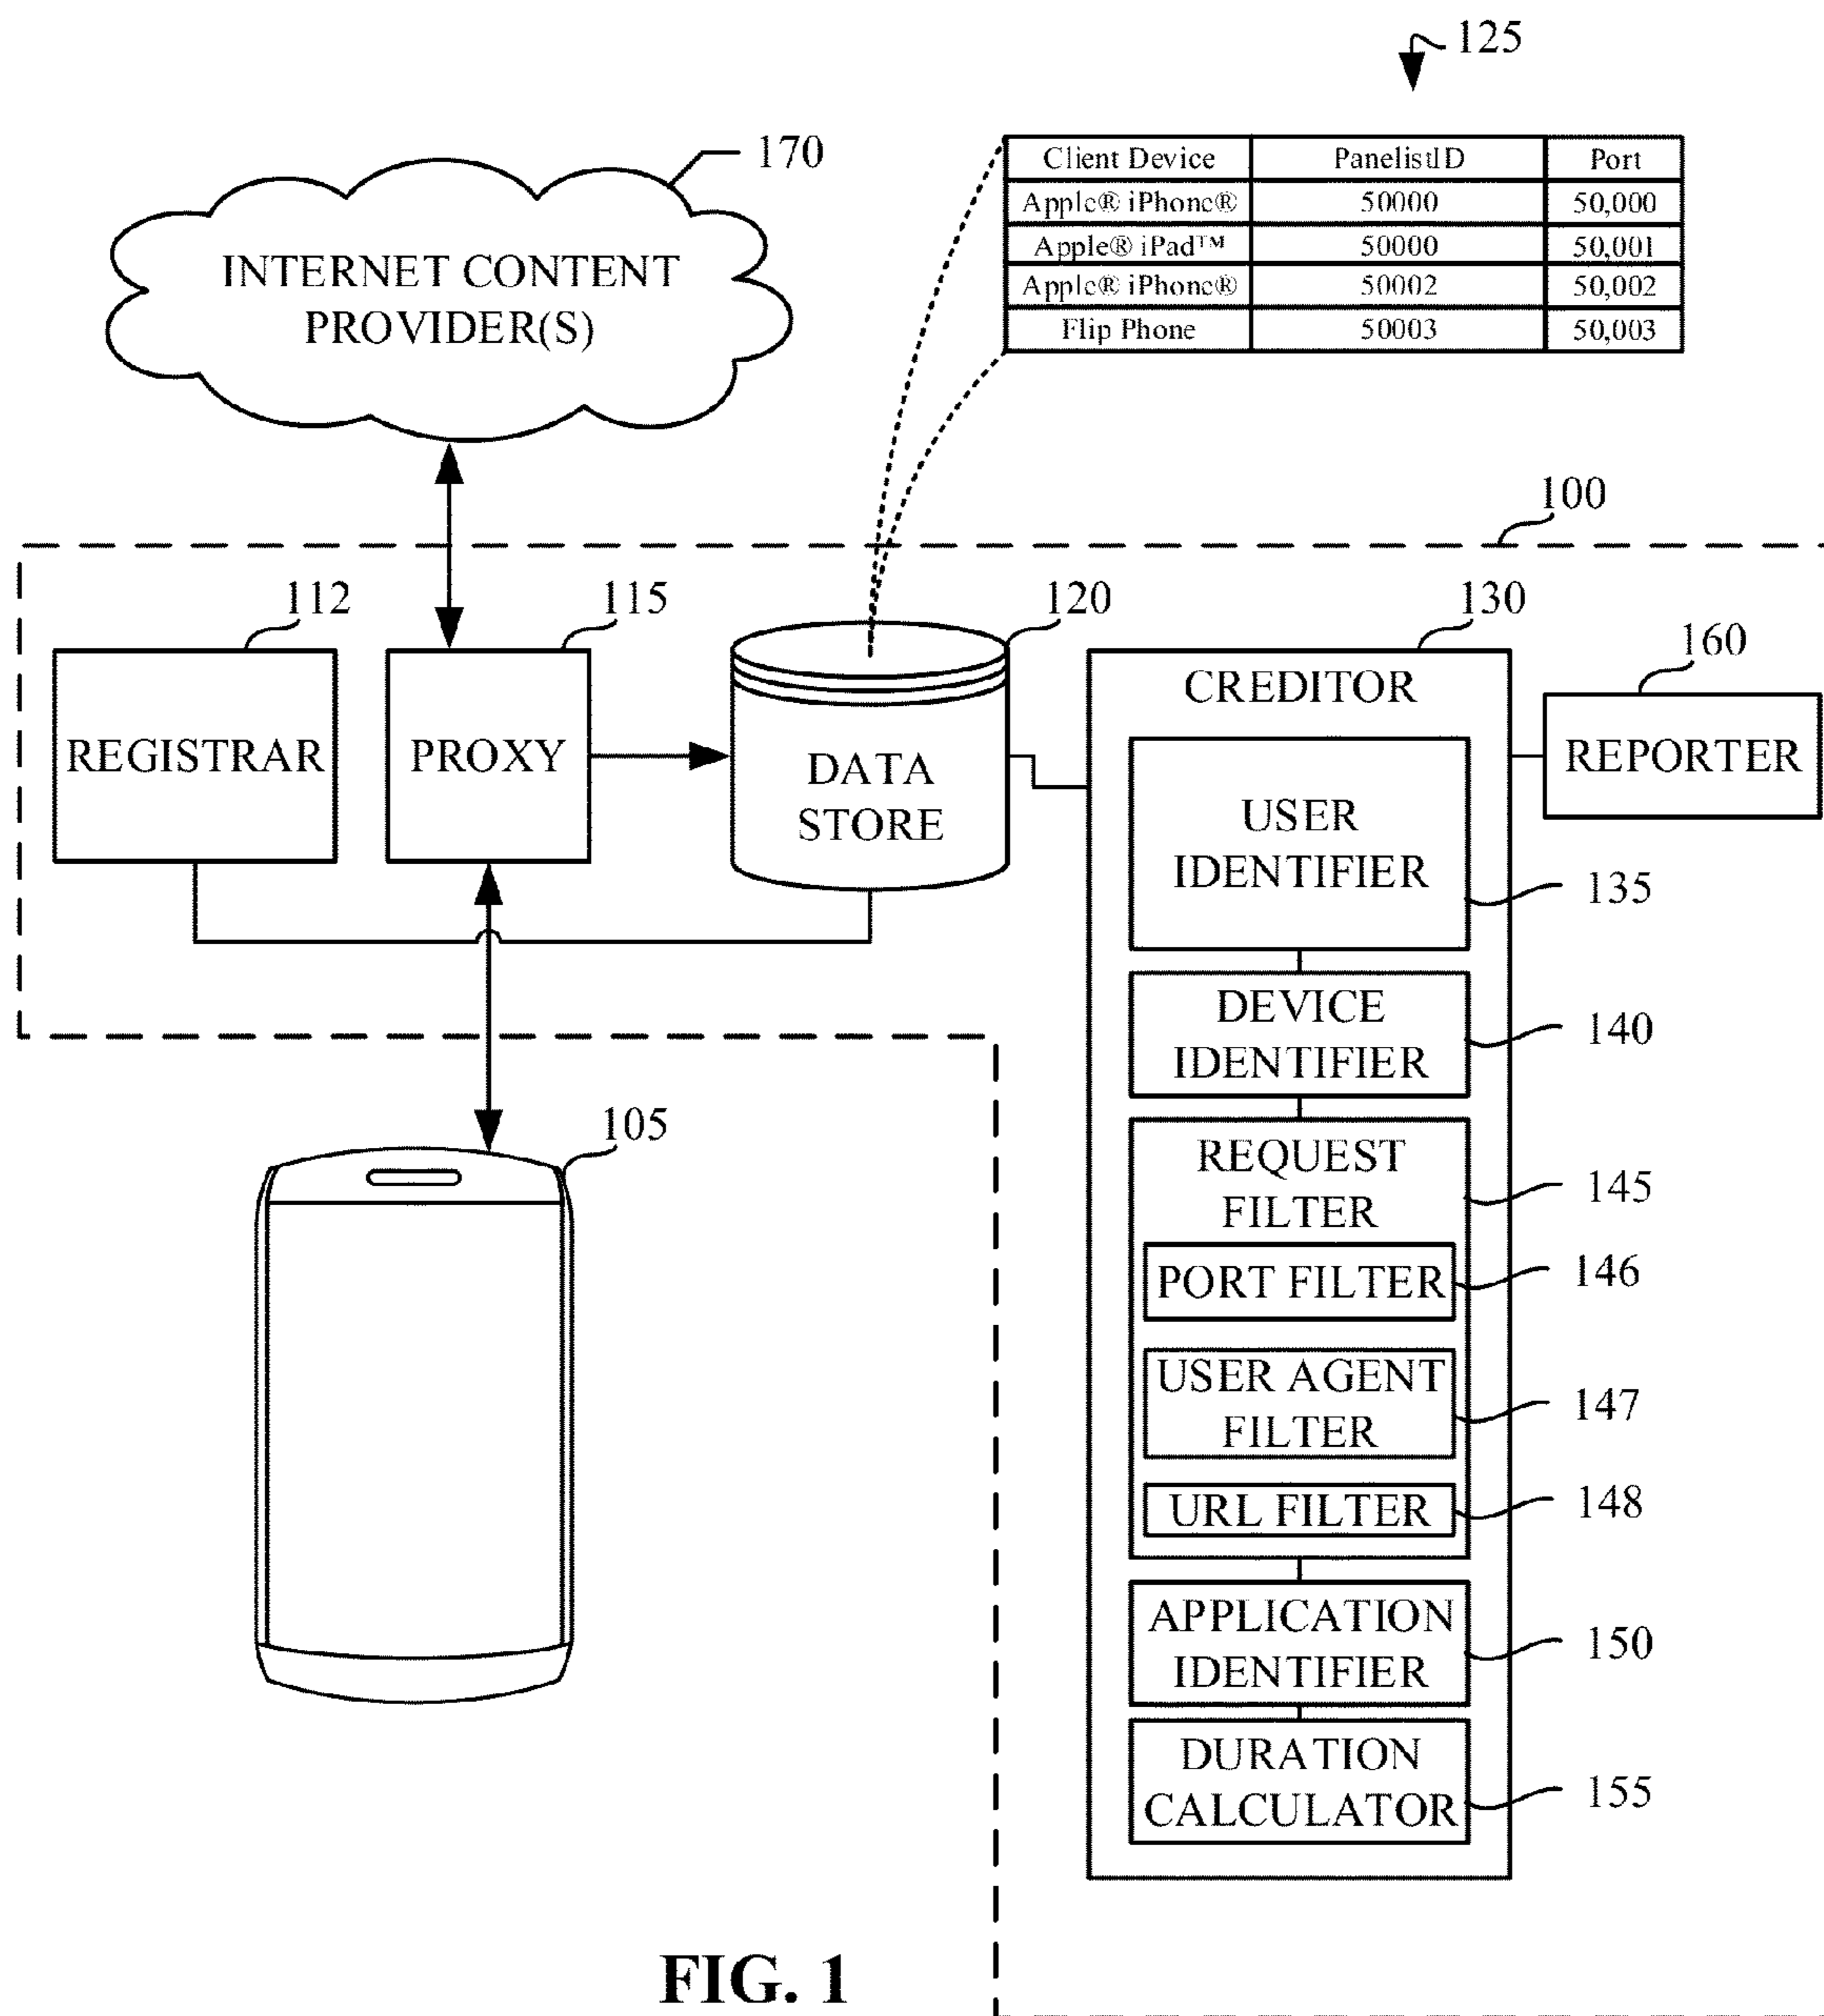 125
170
INTERNET CONTENT
PROVIDER(S)
Client Device PanelistID Port
Apple® iPhone® 50000 50,000
Apple® iPad™ 50000 50,001
Apple® iPhone® 50002 50,002
Flip Phone 50003 50,003
100
112
115
120
130
160
REGISTRAR
PROXY
DATA
STORE
CREDITOR
REPORTER
USER
IDENTIFIER
135
DEVICE
IDENTIFIER
140
105
REQUEST
FILTER
145
PORT FILTER
146
USER AGENT
FILTER
147
URL FILTER
148
APPLICATION
IDENTIFIER
150
DURATION
CALCULATOR
155
FIG. 1